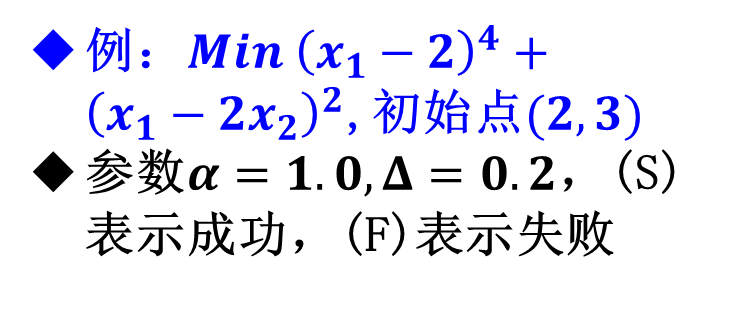 ◆ 例：Min (x₁ − 2)⁴ +
(x₁ − 2x₂)², 初始点(2, 3)
◆ 参数α = 1.0, Δ = 0.2，(S)
表示成功，(F)表示失败